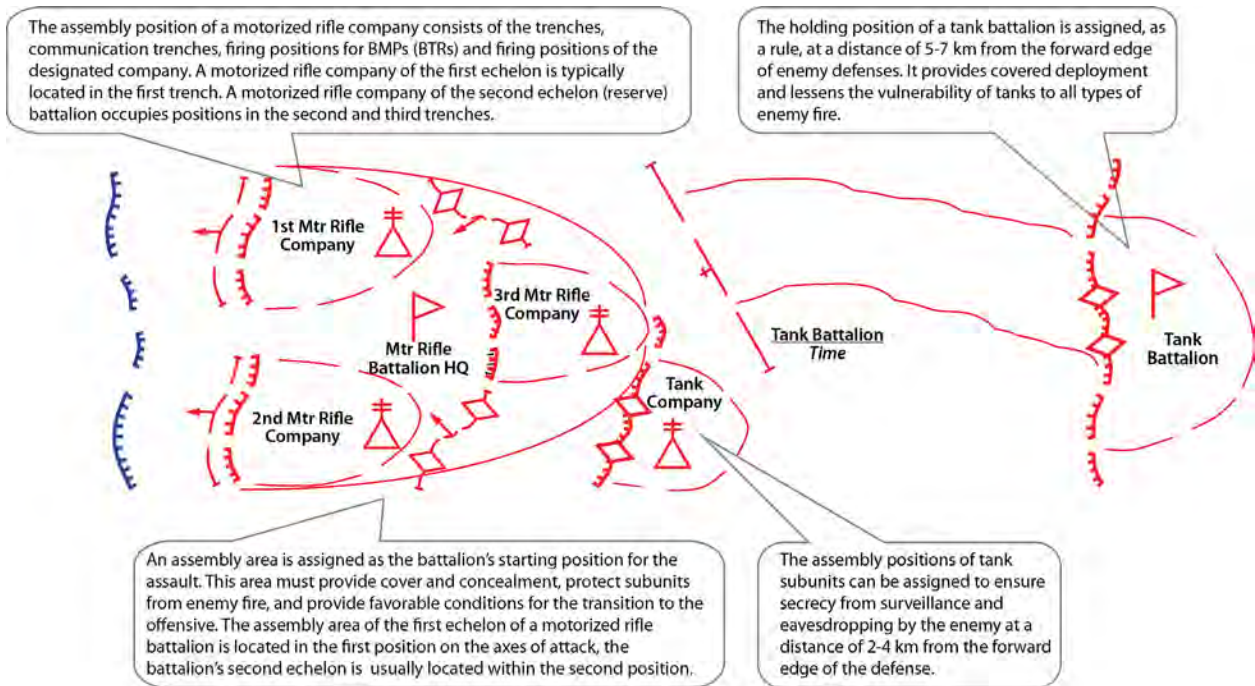 The assembly position of a motorized rifle company consists of the trenches,
communication trenches, firing positions for BMPs (BTRs) and firing positions of the
designated company. A motorized rifle company of the first echelon is typically
located in the first trench. A motorized rifle company of the second echelon (reserve)
battalion occupies positions in the second and third trenches.
The holding position of a tank battalion is assigned, as
a rule, at a distance of 5-7 km from the forward edge
of enemy defenses. It provides covered deployment
and lessens the vulnerability of tanks to all types of
enemy fire.
1st Mtr Rifle
Company
3rd Mtr Rifle
Company
Mtr Rifle
Battalion HQ
Tank Battalion
Time
Tank
Battalion
Tank
Company
2nd Mtr Rifle
Company
An assembly area is assigned as the battalion's starting position for the
assault. This area must provide cover and concealment, protect subunits
from enemy fire, and provide favorable conditions for the transition to the
offensive. The assembly area of the first echelon of a motorized rifle
battalion is located in the first position on the axes of attack, the
battalion's second echelon is usually located within the second position.
The assembly positions of tank
subunits can be assigned to ensure
secrecy from surveillance and
eavesdropping by the enemy at a
distance of 2-4 km from the forward
edge of the defense.